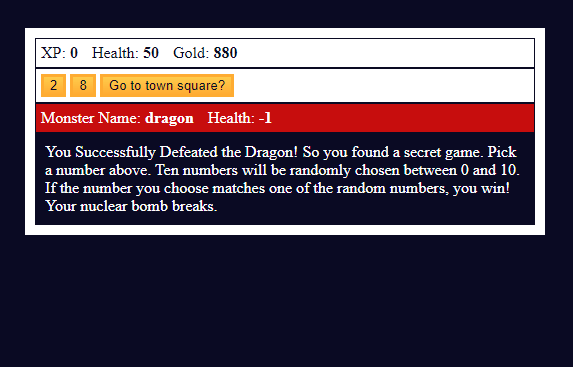 XP: 0 Health: 50 Gold: 880
2 8 Go to town square?
Monster Name: dragon Health: -1
You Successfully Defeated the Dragon! So you found a secret game. Pick
a number above. Ten numbers will be randomly chosen between 0 and 10.
If the number you choose matches one of the random numbers, you win!
Your nuclear bomb breaks.